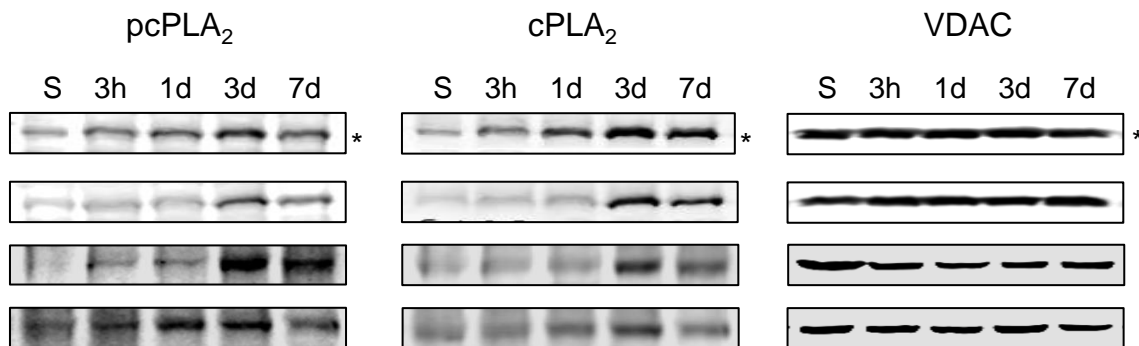 pcPLA₂ cPLA₂ VDAC
S 3h 1d 3d 7d S 3h 1d 3d 7d S 3h 1d 3d 7d
* * *